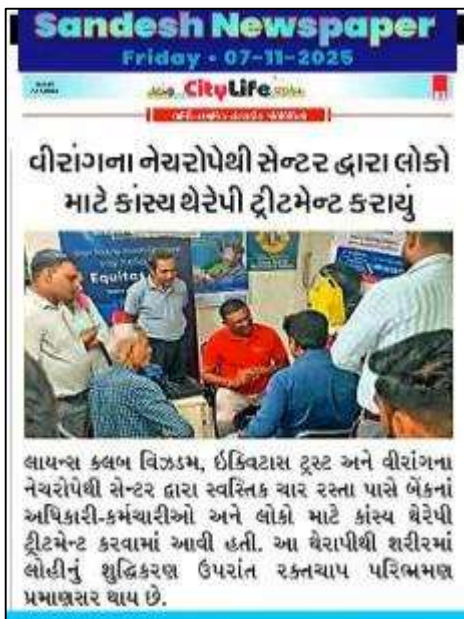 Sandesh Newspaper
Friday • 07-11-2025
CityLife
વીરાંગના નેચરોપેથી સેન્ટર દ્વારા લોકો
માટે કાંસ્ય થેરેપી ટ્રીટમેન્ટ કરાયું
Equitas
લાયન્સ ક્લબ વિઝડમ, ઇક્વિટાસ ટ્રસ્ટ અને વીરાંગના
નેચરોપેથી સેન્ટર દ્વારા સ્વસ્તિક ચાર રસ્તા પાસે બેંકનાં
અધિકારી-કર્મચારીઓ અને લોકો માટે કાંસ્ય થેરેપી
ટ્રીટમેન્ટ કરવામાં આવી હતી. આ થેરાપીથી શરીરમાં
લોહીનું શુદ્ધિકરણ ઉપરાંત રક્તચાપ પરિભ્રમણ
પ્રમાણસર થાય છે.